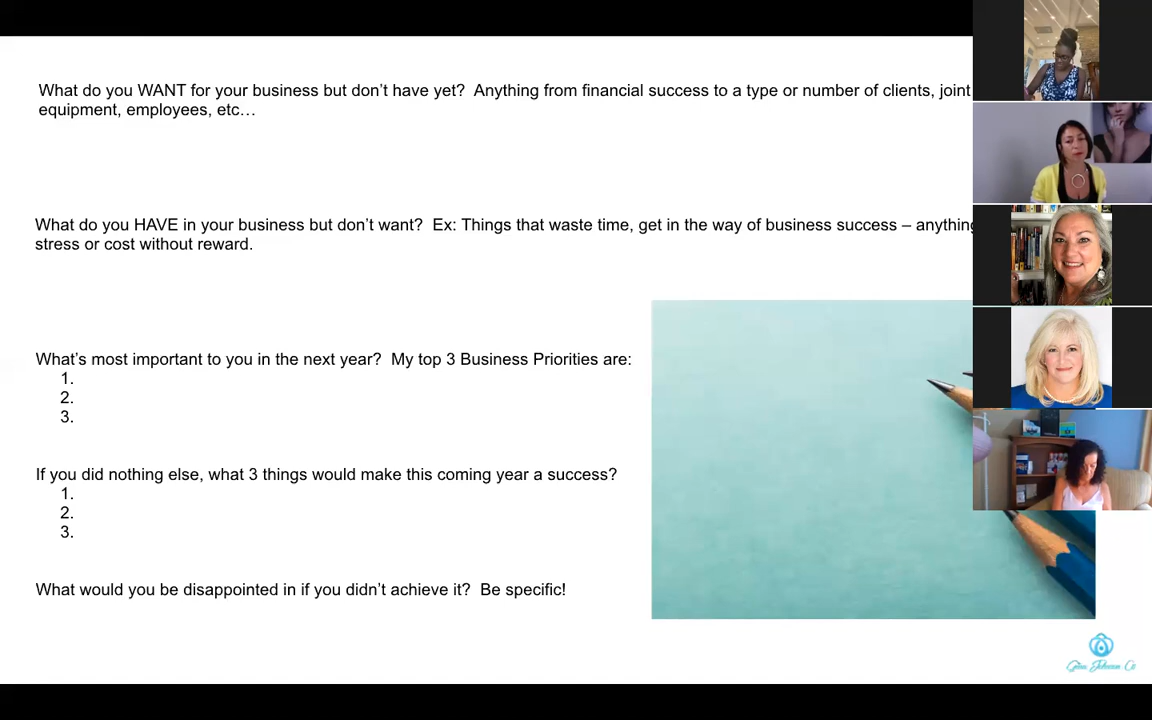 What do you WANT for your business but don't have yet?  Anything from financial success to a type or number of clients, joint
equipment, employees, etc…
What do you HAVE in your business but don't want?  Ex: Things that waste time, get in the way of business success – anything
stress or cost without reward.
What's most important to you in the next year?  My top 3 Business Priorities are:
1.
2.
3.
If you did nothing else, what 3 things would make this coming year a success?
1.
2.
3.
What would you be disappointed in if you didn't achieve it?  Be specific!